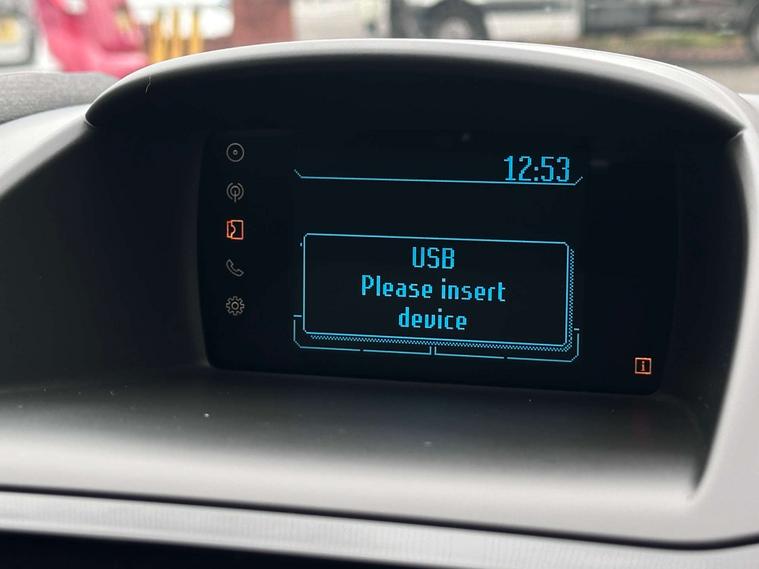 12:53
USB
Please insert
device
i